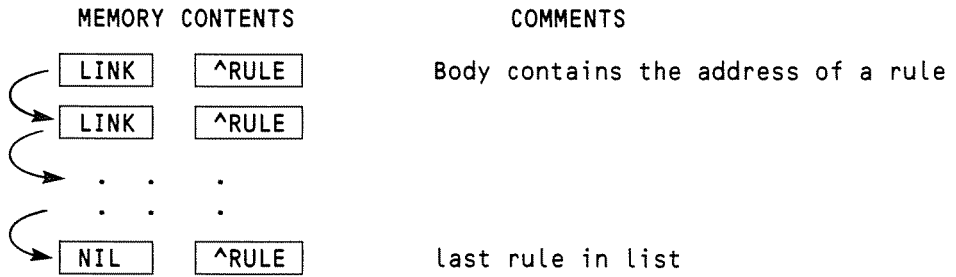 MEMORY CONTENTS COMMENTS
LINK ^RULE Body contains the address of a rule
LINK ^RULE
. . .
. . .
NIL ^RULE last rule in list